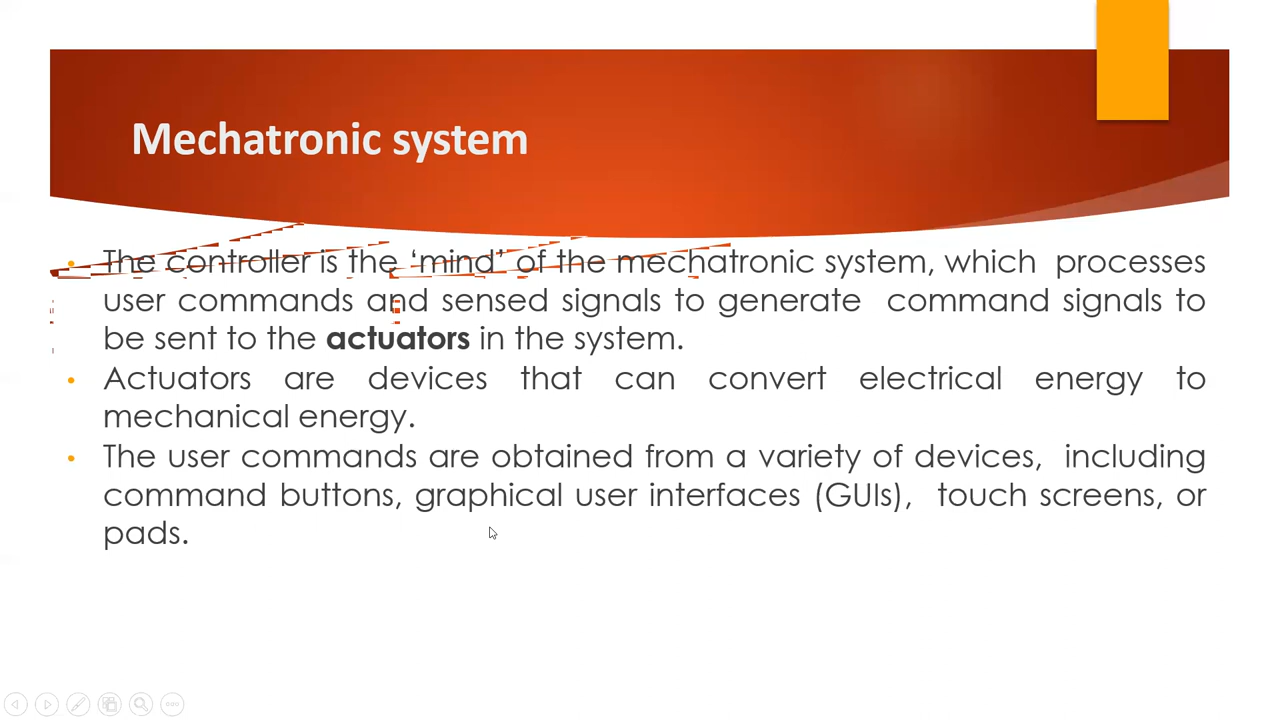 Mechatronic system
• The controller is the ‘mind’ of the mechatronic system, which processes
user commands and sensed signals to generate command signals to
be sent to the actuators in the system.
• Actuators are devices that can convert electrical energy to
mechanical energy.
• The user commands are obtained from a variety of devices, including
command buttons, graphical user interfaces (GUIs), touch screens, or
pads.